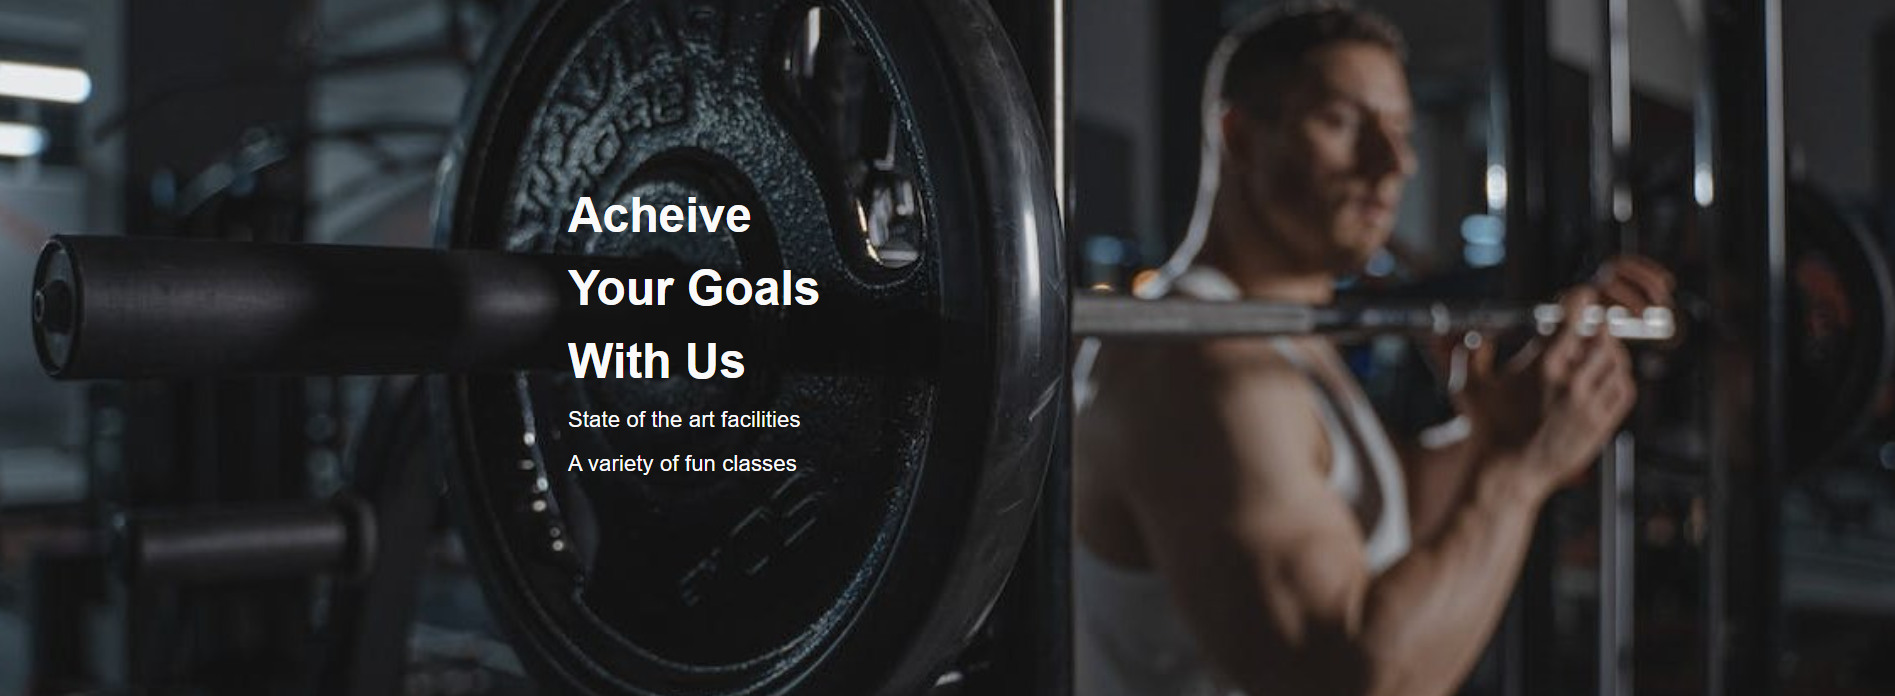 Acheive
Your Goals
With Us
State of the art facilities
A variety of fun classes